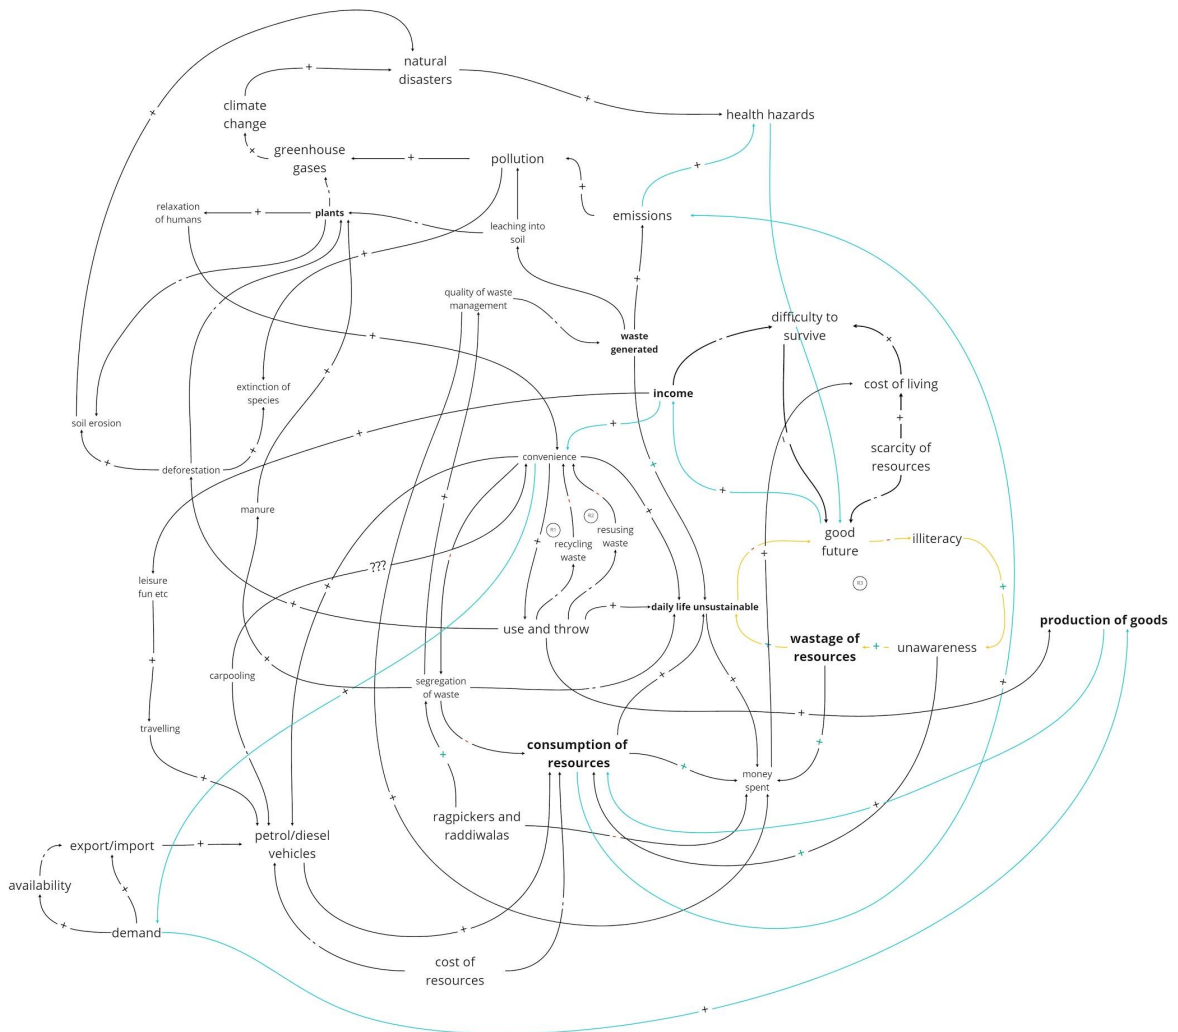 natural
disasters
climate
change
health hazards
greenhouse
gases
pollution
relaxation
of humans
plants
leaching into
soil
emissions
quality of waste
management
difficulty to
survive
waste
generated
income
cost of living
extinction of
species
soil erosion
scarcity of
resources
convenience
deforestation
manure
R1
R2
recycling
waste
resusing
waste
good
future
illiteracy
???
leisure
fun etc
R3
daily life unsustainable
use and throw
production of goods
wastage of
resources
unawareness
carpooling
segregation
of waste
travelling
consumption of
resources
money
spent
ragpickers and
raddiwalas
petrol/diesel
vehicles
export/import
availability
demand
cost of
resources